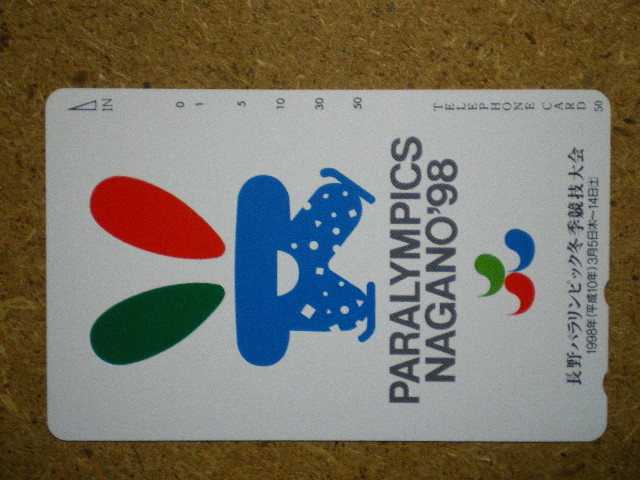 IN
0 1 5 10 30 50
TELEPHONE CARD 50
PARALYMPICS
NAGANO'98
長野パラリンピック冬季競技大会
1998年(平成10年)3月5日木〜14日土